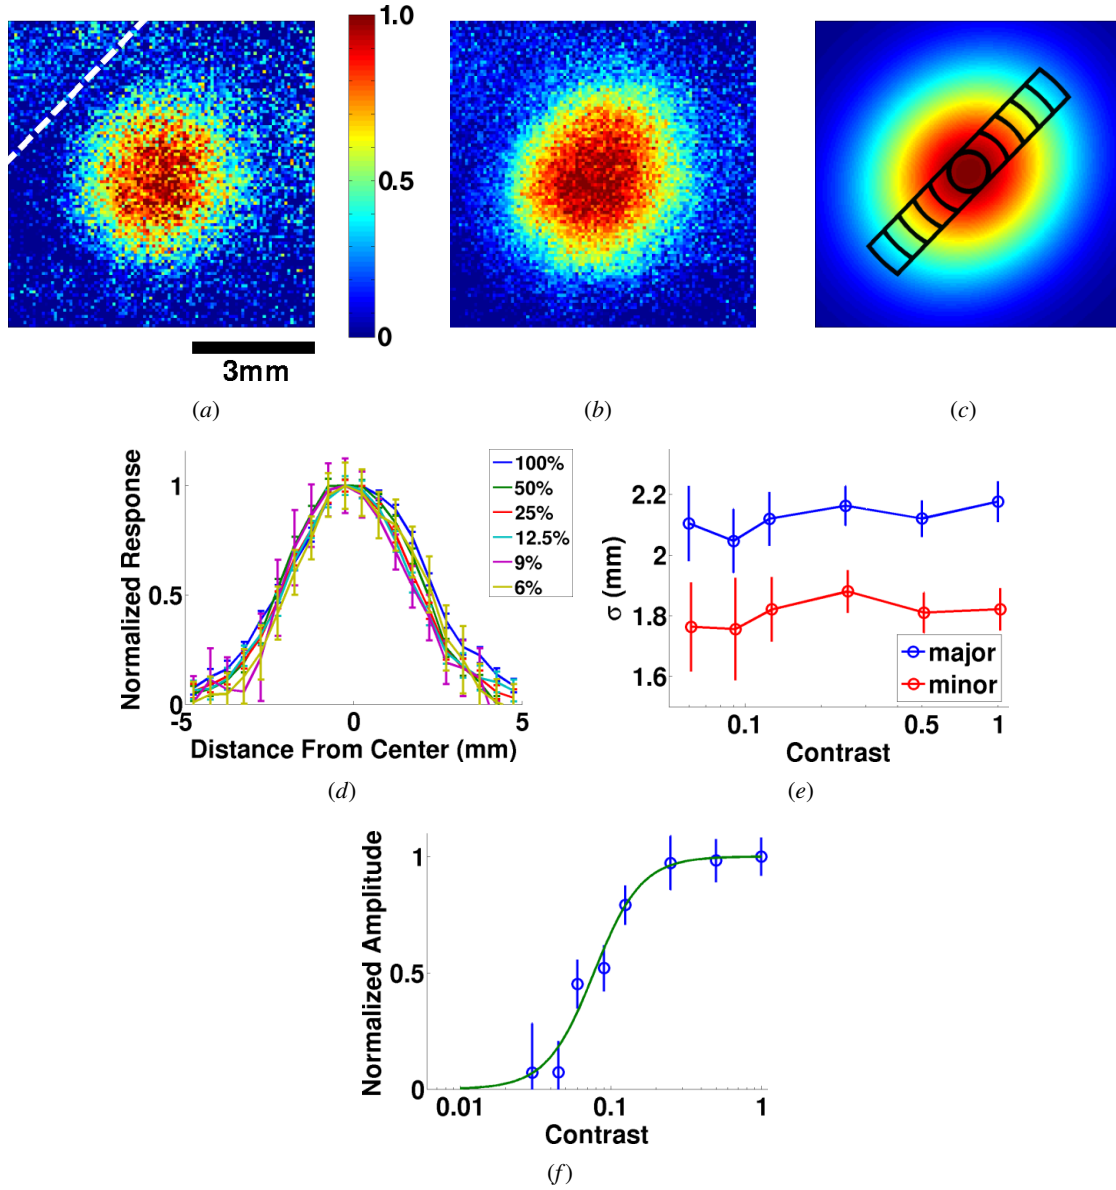 1.0
0.5
0
3mm
(a)
(b)
(c)
Normalized Response
1
0.5
0
-5
0
5
Distance From Center (mm)
100%
50%
25%
12.5%
9%
6%
(d)
σ (mm)
2.2
2
1.8
1.6
0.1
0.5
1
Contrast
major
minor
(e)
Normalized Amplitude
1
0.5
0
0.01
0.1
1
Contrast
(f)